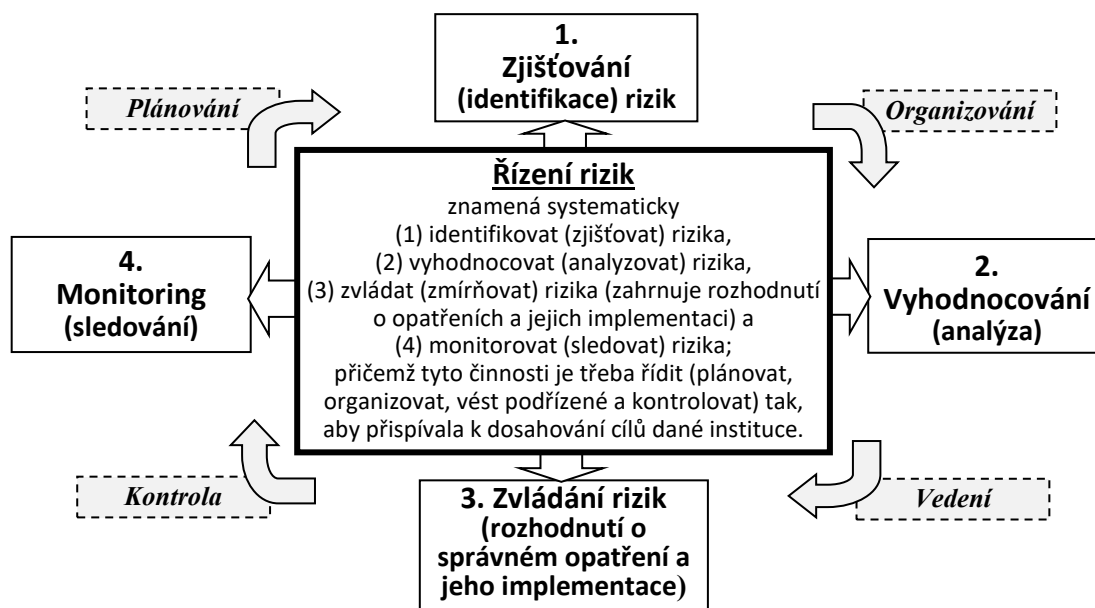 1.
Zjišťování
(identifikace) rizik
Plánování
Organizování
Řízení rizik
znamená systematicky
(1) identifikovat (zjišťovat) rizika,
(2) vyhodnocovat (analyzovat) rizika,
(3) zvládat (zmírňovat) rizika (zahrnuje rozhodnutí
o opatřeních a jejich implementaci) a
(4) monitorovat (sledovat) rizika;
přičemž tyto činnosti je třeba řídit (plánovat,
organizovat, vést podřízené a kontrolovat) tak,
aby přispívala k dosahování cílů dané instituce.
4.
Monitoring
(sledování)
2.
Vyhodnocování
(analýza)
Kontrola
Vedení
3. Zvládání rizik
(rozhodnutí o
správném opatření a
jeho implementace)